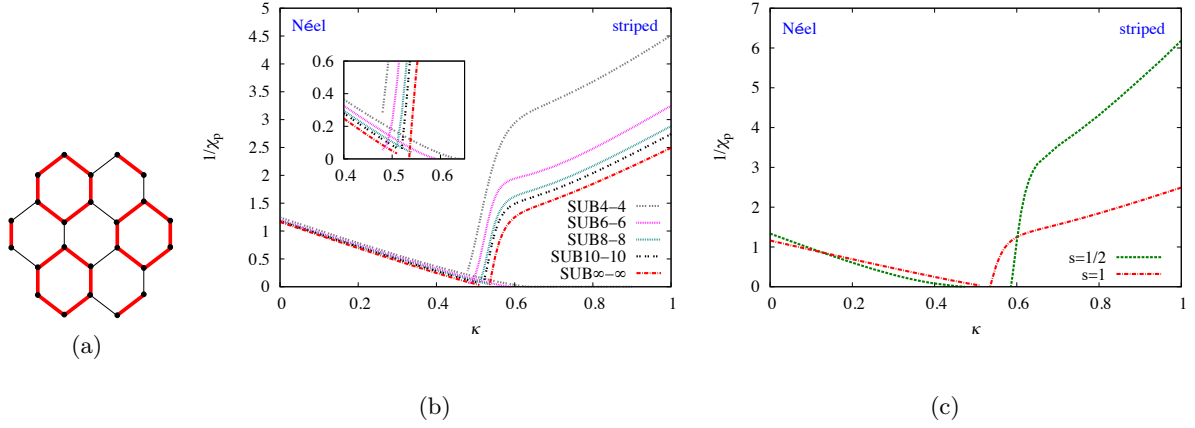 (a)
Néel
striped
5
4.5
4
3.5
3
2.5
2
1.5
1
0.5
0
1/χp
0.6
0.4
0.2
0
0.4
0.5
0.6
SUB4−4
SUB6−6
SUB8−8
SUB10−10
SUB∞−∞
0
0.2
0.4
0.6
0.8
1
κ
(b)
Néel
striped
7
6
5
4
3
2
1
0
1/χp
s=1/2
s=1
0
0.2
0.4
0.6
0.8
1
κ
(c)